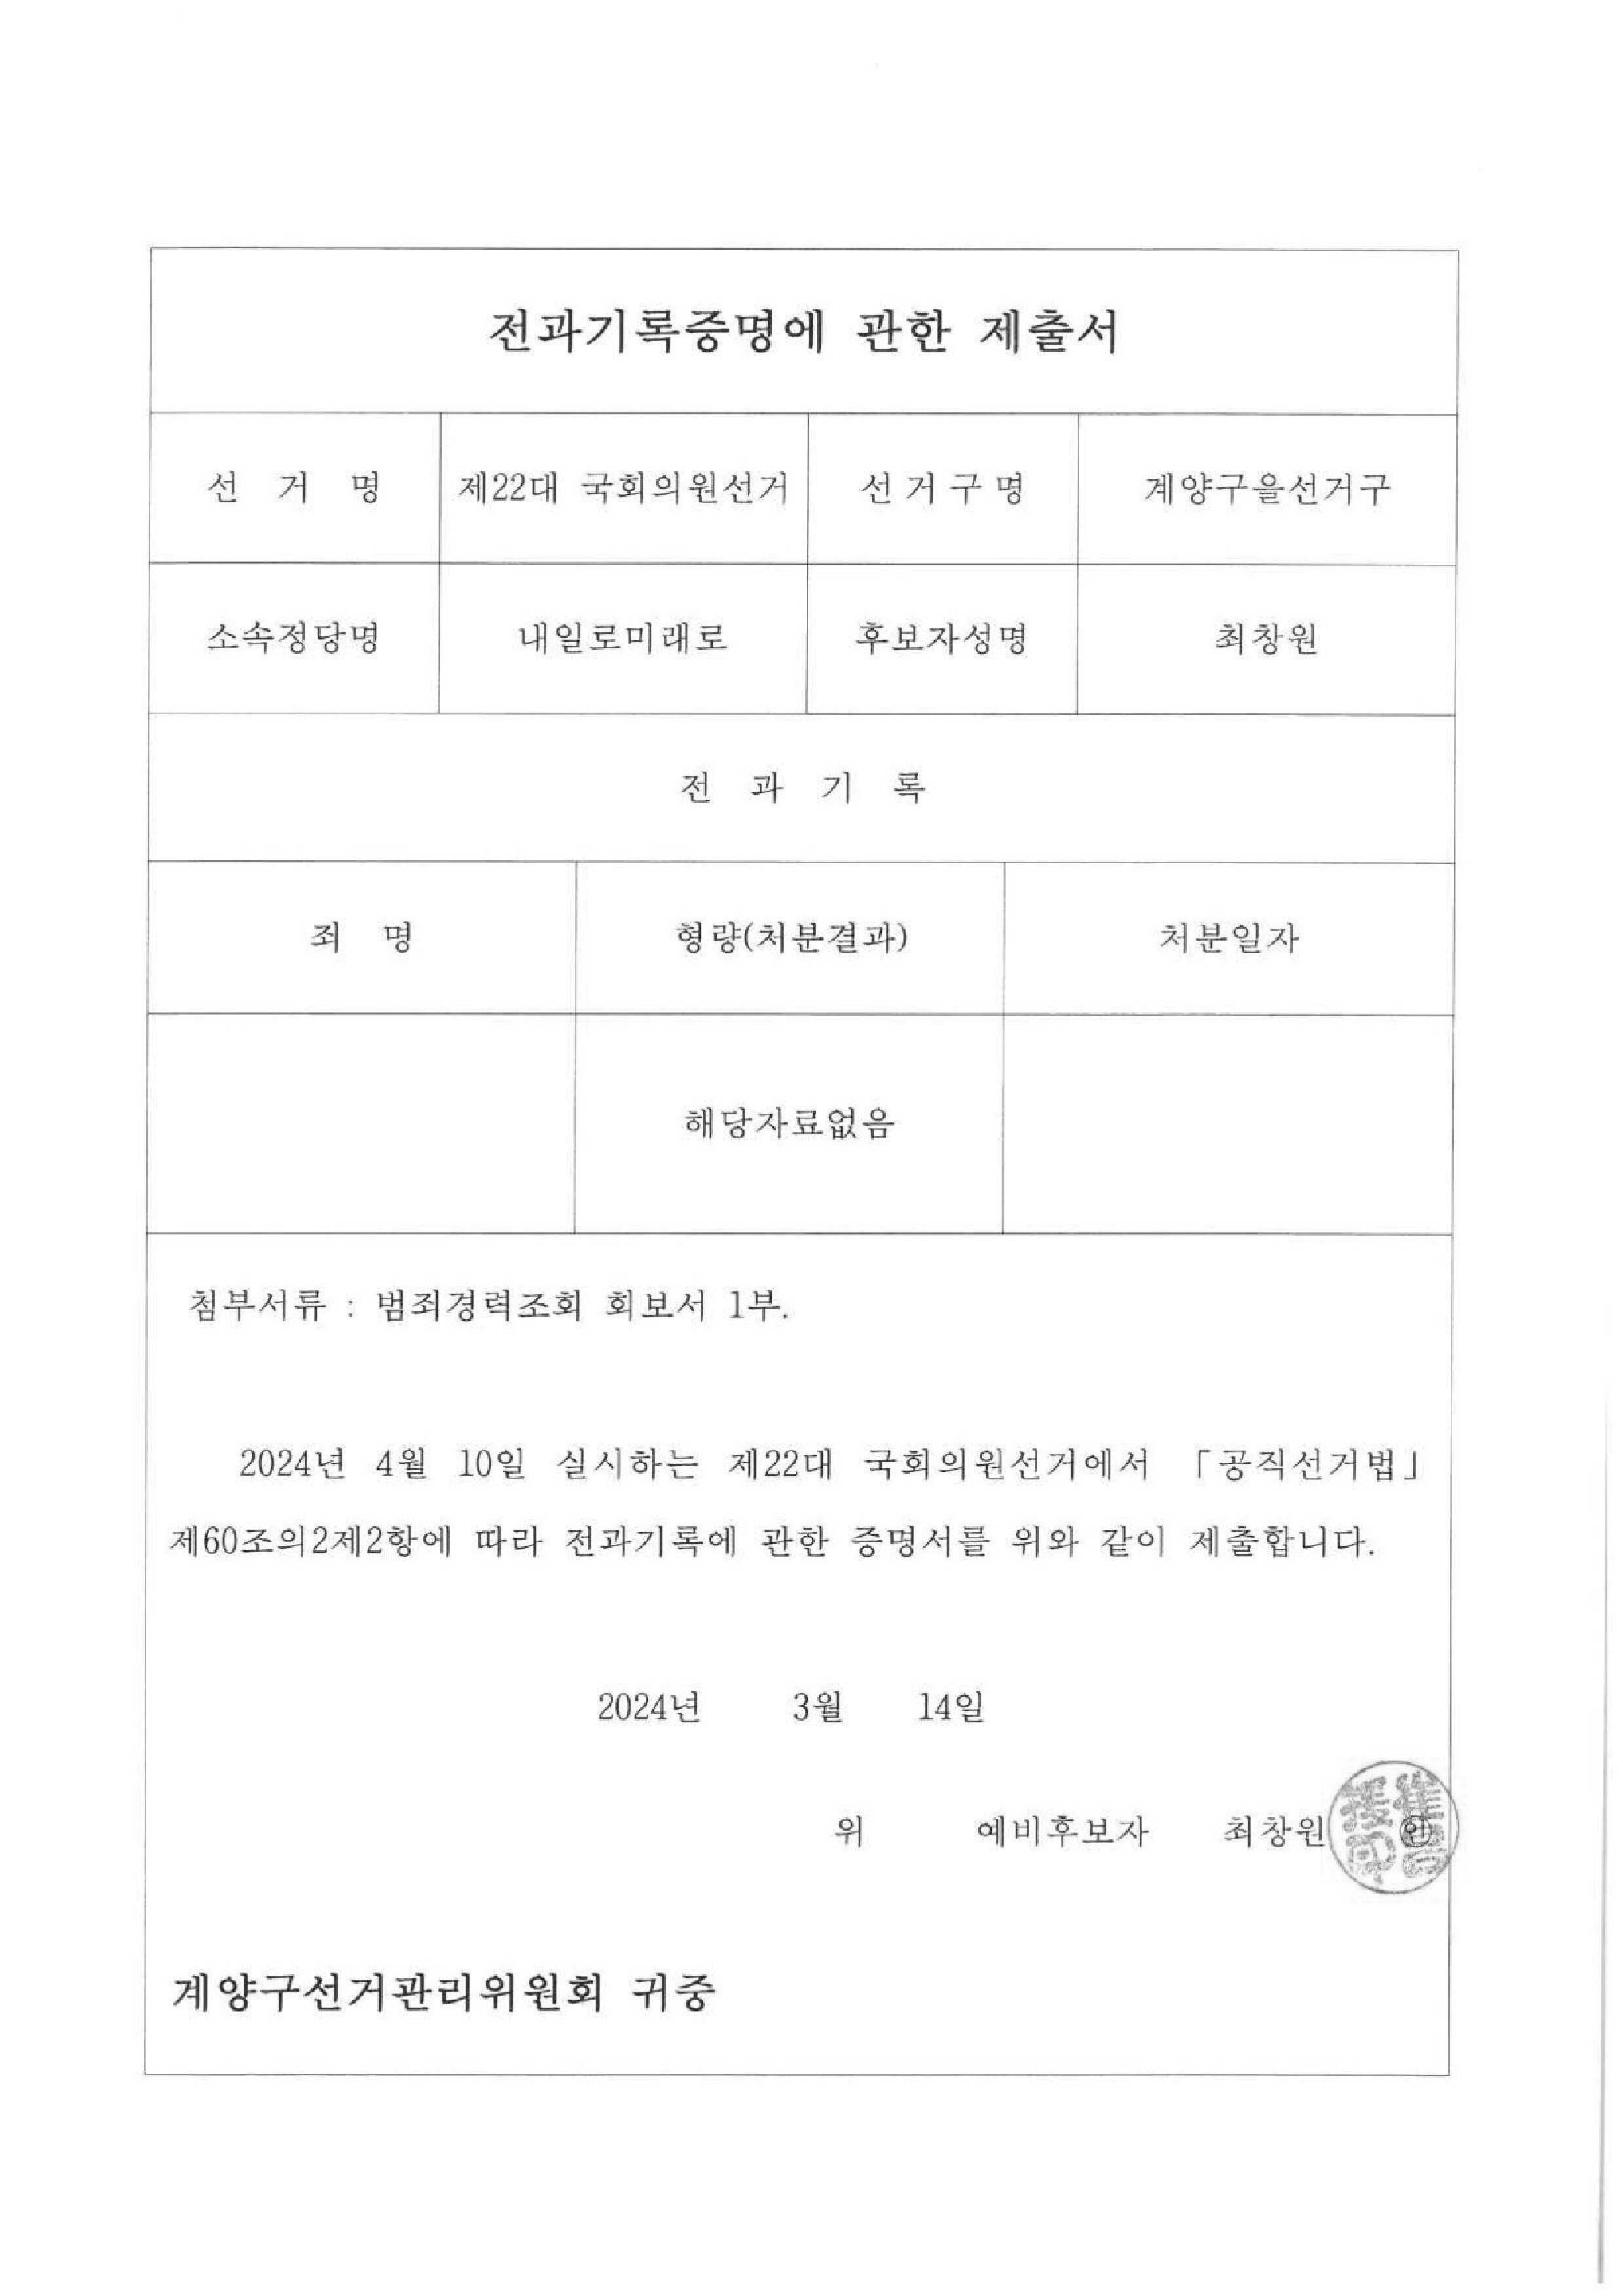 전과기록증명에 관한 제출서
선 거 명 제22대 국회의원선거 선거구명 계양구을선거구
소속정당명 내일로미래로 후보자성명 최창원
전 과 기 록
죄 명 형량(처분결과) 처분일자
해당자료없음
첨부서류 : 범죄경력조회 회보서 1부.
2024년 4월 10일 실시하는 제22대 국회의원선거에서 「공직선거법」
제60조의2제2항에 따라 전과기록에 관한 증명서를 위와 같이 제출합니다.
2024년 3월 14일
위 예비후보자 최창원 ㊞
계양구선거관리위원회 귀중